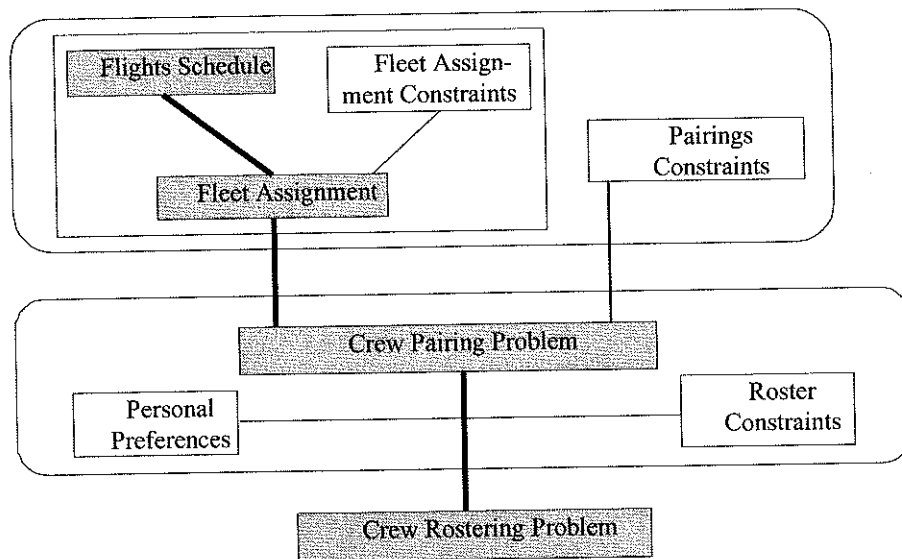 Flights Schedule
Fleet Assign-
ment Constraints
Pairings
Constraints
Fleet Assignment
Crew Pairing Problem
Personal
Preferences
Roster
Constraints
Crew Rostering Problem